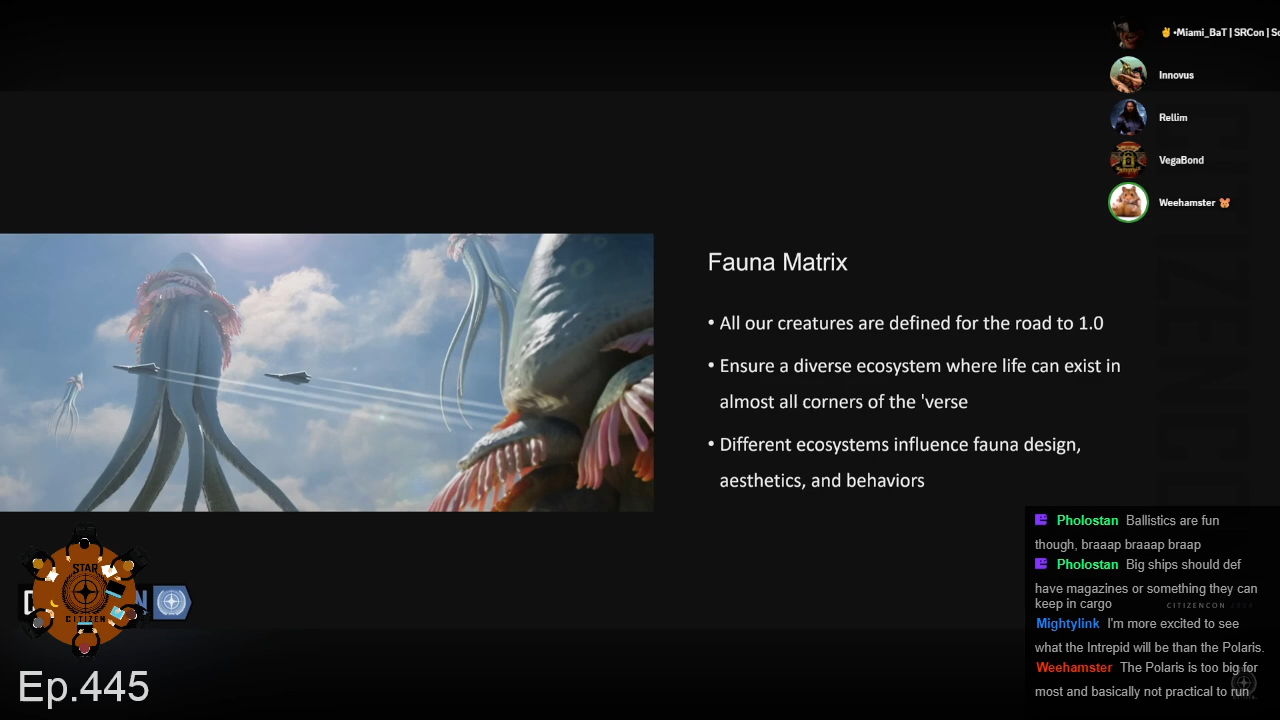 ✌•Miami_BaT | SRCon | Sc
Innovus
Rellim
VegaBond
Weehamster 🐹
Fauna Matrix
• All our creatures are defined for the road to 1.0
• Ensure a diverse ecosystem where life can exist in
almost all corners of the 'verse
• Different ecosystems influence fauna design,
aesthetics, and behaviors
Pholostan Ballistics are fun
though, braaap braaap braap
Pholostan Big ships should def
have magazines or something they can
keep in cargo
CITIZENCON
Mightylink I'm more excited to see
what the Intrepid will be than the Polaris.
Weehamster The Polaris is too big for
most and basically not practical to run
STAR
CITIZEN
Ep.445